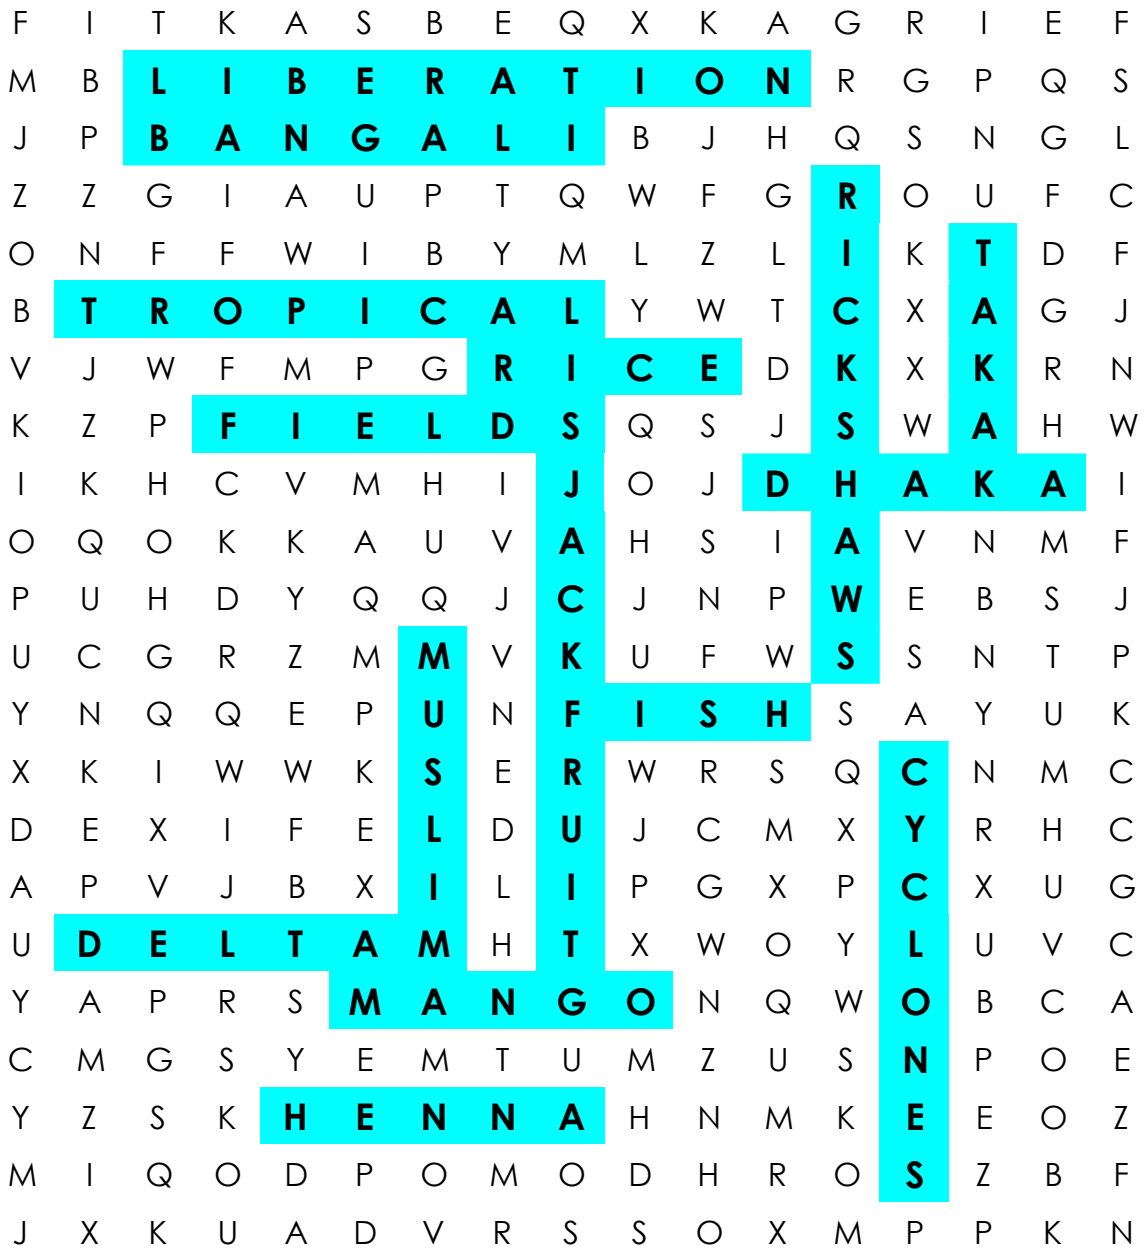 F I T K A S B E Q X K A G R I E F
M B L I B E R A T I O N R G P Q S
J P B A N G A L I B J H Q S N G L
Z Z G I A U P T Q W F G R O U F C
O N F F W I B Y M L Z L I K T D F
B T R O P I C A L Y W T C X A G J
V J W F M P G R I C E D K X K R N
K Z P F I E L D S Q S J S W A H W
I K H C V M H I J O J D H A K A I
O Q O K K A U V A H S I A V N M F
P U H D Y Q Q J C J N P W E B S J
U C G R Z M M V K U F W S S N T P
Y N Q Q E P U N F I S H S A Y U K
X K I W W K S E R W R S Q C N M C
D E X I F E L D U J C M X Y R H C
A P V J B X I L I P G X P C X U G
U D E L T A M H T X W O Y L U V C
Y A P R S M A N G O N Q W O B C A
C M G S Y E M T U M Z U S N P O E
Y Z S K H E N N A H N M K E E O Z
M I Q O D P O M O D H R O S Z B F
J X K U A D V R S S O X M P P K N